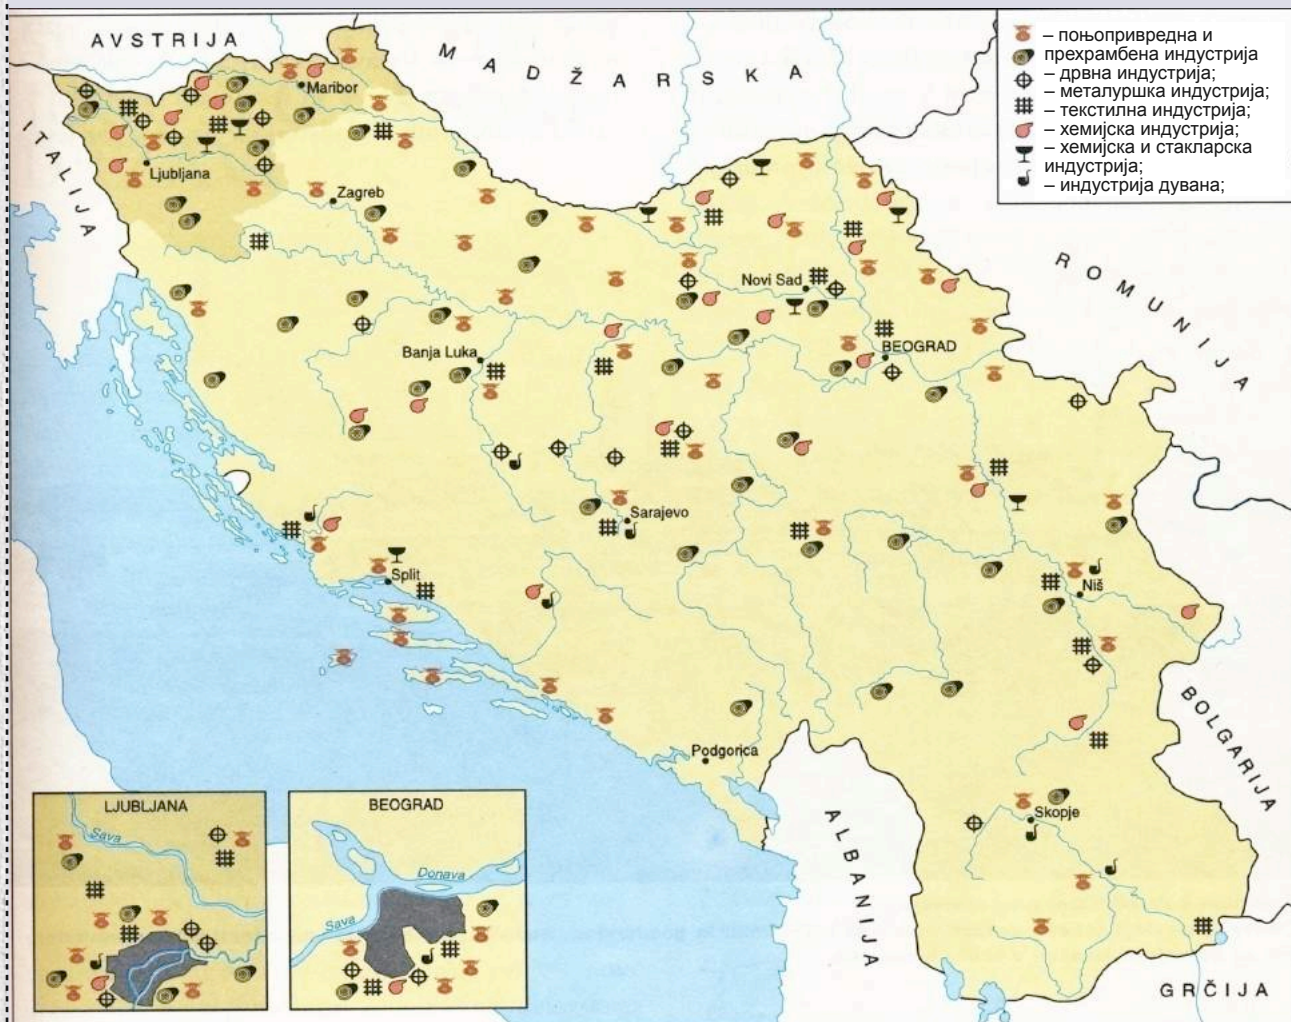 AVSTRIJA
MADŽARSKA
ITALIJA
ROMUNIJA
BOLGARIJA
ALBANIJA
GRČIJA
– пољопривредна и
прехрамбена индустрија
– дрвна индустрија;
– металуршка индустрија;
– текстилна индустрија;
– хемијска индустрија;
– хемијска и стакларска
индустрија;
– индустрија дувана;
Maribor
Ljubljana
Zagreb
Novi Sad
BEOGRAD
Banja Luka
Sarajevo
Split
Niš
Podgorica
Skopje
LJUBLJANA
Sava
BEOGRAD
Donava
Sava